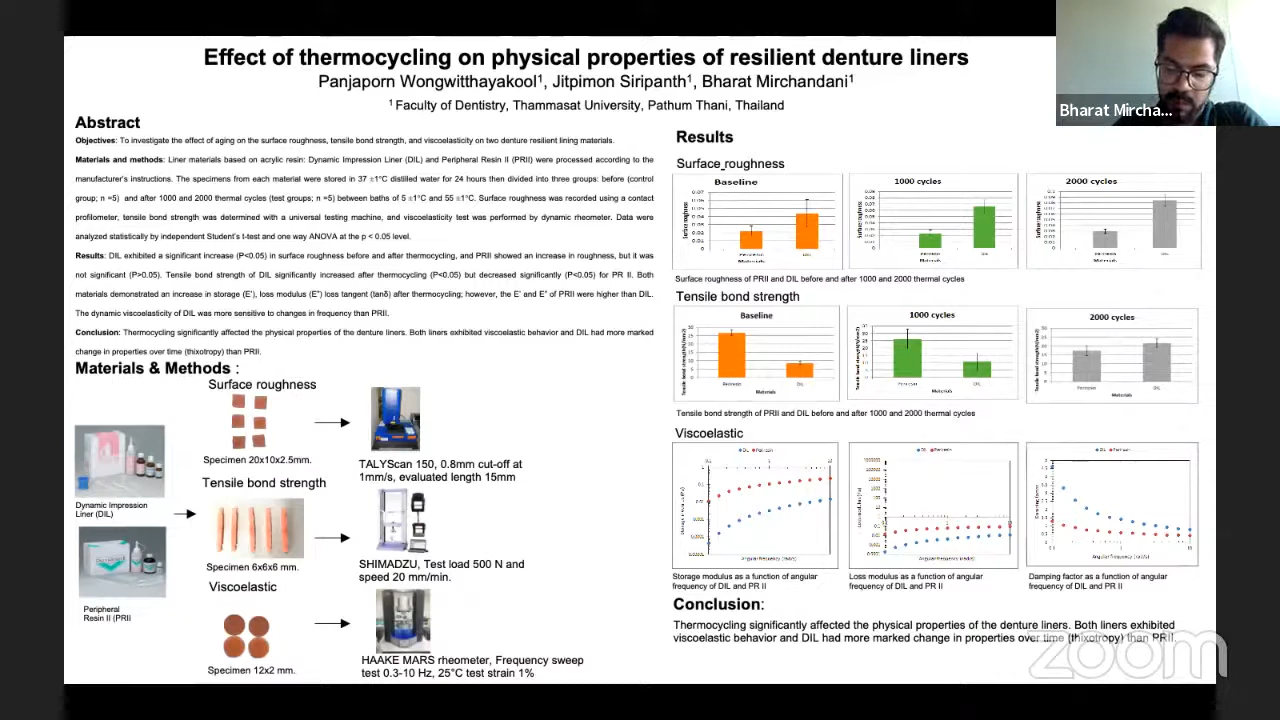 Effect of thermocycling on physical properties of resilient denture liners
Panjaporn Wongwitthayakool¹, Jitpimon Siripanth¹, Bharat Mirchandani¹
¹ Faculty of Dentistry, Thammasat University, Pathum Thani, Thailand
Bharat Mircha...
Abstract
Objectives: To investigate the effect of aging on the surface roughness, tensile bond strength, and viscoelasticity on two denture resilient lining materials.
Materials and methods: Liner materials based on acrylic resin: Dynamic Impression Liner (DIL) and Peripheral Resin II (PRII) were processed according to the
manufacturer's instructions. The specimens from each material were stored in 37 ±1°C distilled water for 24 hours then divided into three groups: before (control
group; n =5) and after 1000 and 2000 thermal cycles (test groups; n =5) between baths of 5 ±1°C and 55 ±1°C. Surface roughness was recorded using a contact
profilometer, tensile bond strength was determined with a universal testing machine, and viscoelasticity test was performed by dynamic rheometer. Data were
analyzed statistically by independent Student's t-test and one way ANOVA at the p < 0.05 level.
Results: DIL exhibited a significant increase (P<0.05) in surface roughness before and after thermocycling, and PRII showed an increase in roughness, but it was
not significant (P>0.05). Tensile bond strength of DIL significantly increased after thermocycling (P<0.05) but decreased significantly (P<0.05) for PR II. Both
materials demonstrated an increase in storage (E'), loss modulus (E") loss tangent (tanδ) after thermocycling; however, the E' and E" of PRII were higher than DIL.
The dynamic viscoelasticity of DIL was more sensitive to changes in frequency than PRII.
Conclusion: Thermocycling significantly affected the physical properties of the denture liners. Both liners exhibited viscoelastic behavior and DIL had more marked
change in properties over time (thixotropy) than PRII.
Materials & Methods :
Surface roughness
Specimen 20x10x2.5mm.
TALYScan 150, 0.8mm cut-off at
1mm/s, evaluated length 15mm
Tensile bond strength
Dynamic Impression
Liner (DIL)
Specimen 6x6x6 mm.
SHIMADZU, Test load 500 N and
speed 20 mm/min.
Viscoelastic
Peripheral
Resin II (PRII
Specimen 12x2 mm.
HAAKE MARS rheometer, Frequency sweep
test 0.3-10 Hz, 25°C test strain 1%
Results
Surface roughness
Baseline
1000 cycles
2000 cycles
Surface roughness
Materials
Surface roughness of PRII and DIL before and after 1000 and 2000 thermal cycles
Tensile bond strength
Baseline
1000 cycles
2000 cycles
DIL
Materials
Tensile bond strength of PRII and DIL before and after 1000 and 2000 thermal cycles
Viscoelastic
Angular frequency
Storage modulus as a function of angular
frequency of DIL and PR II
Loss modulus as a function of angular
frequency of DIL and PR II
Damping factor as a function of angular
frequency of DIL and PR II
Conclusion:
Thermocycling significantly affected the physical properties of the denture liners. Both liners exhibited
viscoelastic behavior and DIL had more marked change in properties over time (thixotropy) than PRII.
zoom